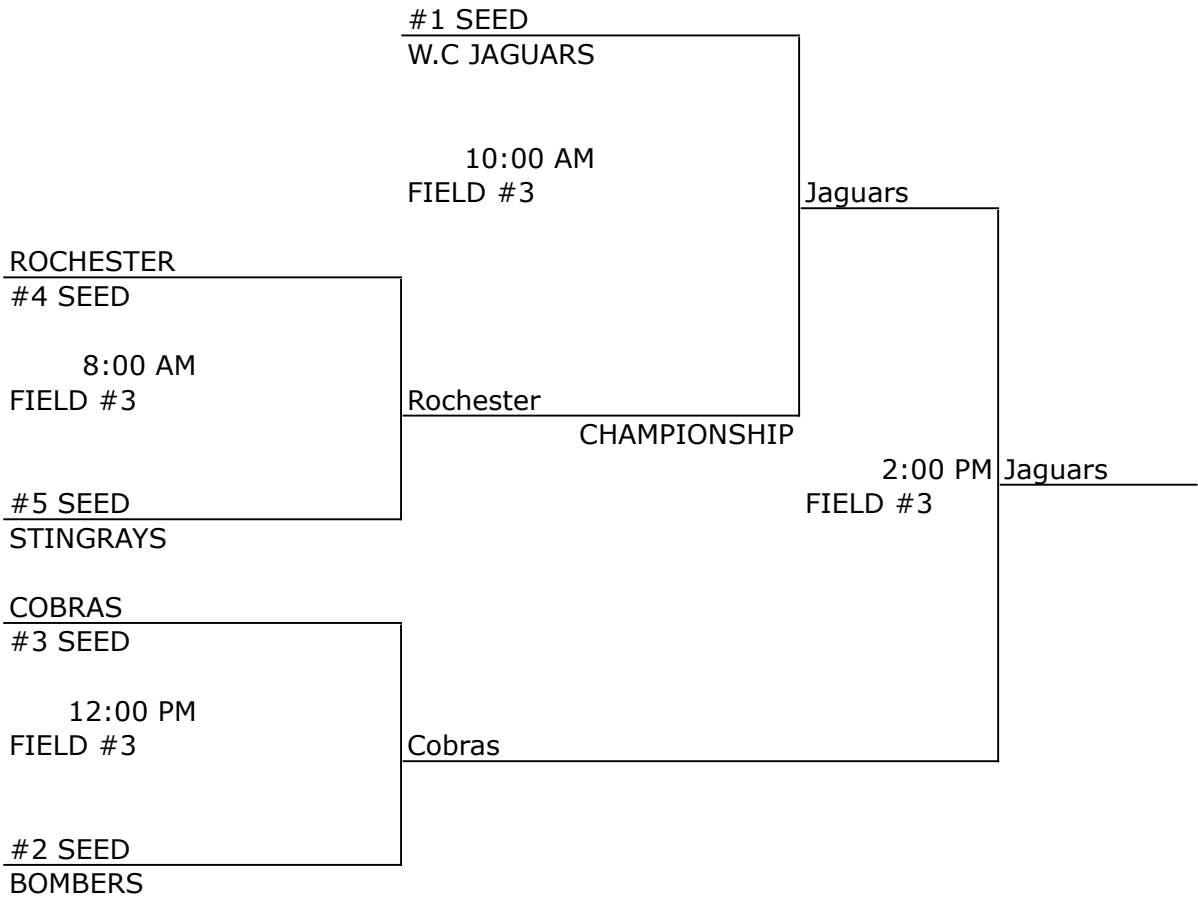 #1 SEED
W.C JAGUARS
10:00 AM
FIELD #3
Jaguars
ROCHESTER
#4 SEED
8:00 AM
FIELD #3
Rochester
CHAMPIONSHIP
2:00 PM
Jaguars
FIELD #3
#5 SEED
STINGRAYS
COBRAS
#3 SEED
12:00 PM
FIELD #3
Cobras
#2 SEED
BOMBERS